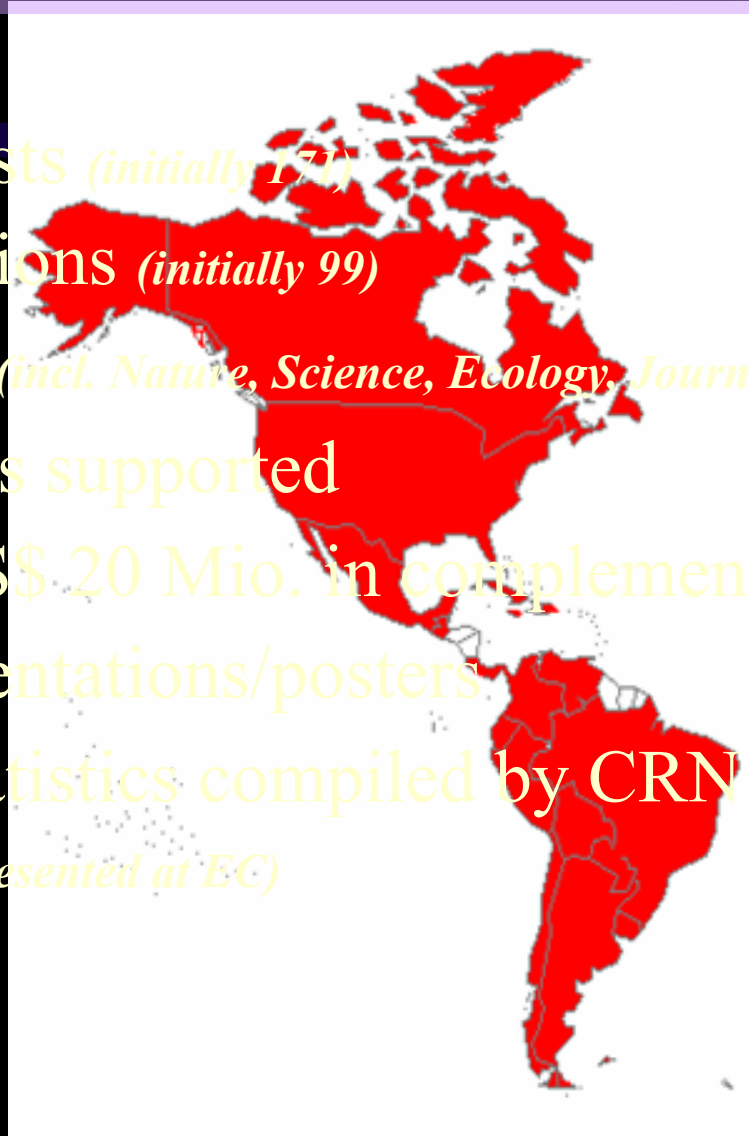 sts (initially 171)
ions (initially 99)
(incl. Nature, Science, Ecology, Journ
s supported
S$ 20 Mio. in complemen
entations/posters
tistics compiled by CRN
esented at EC)